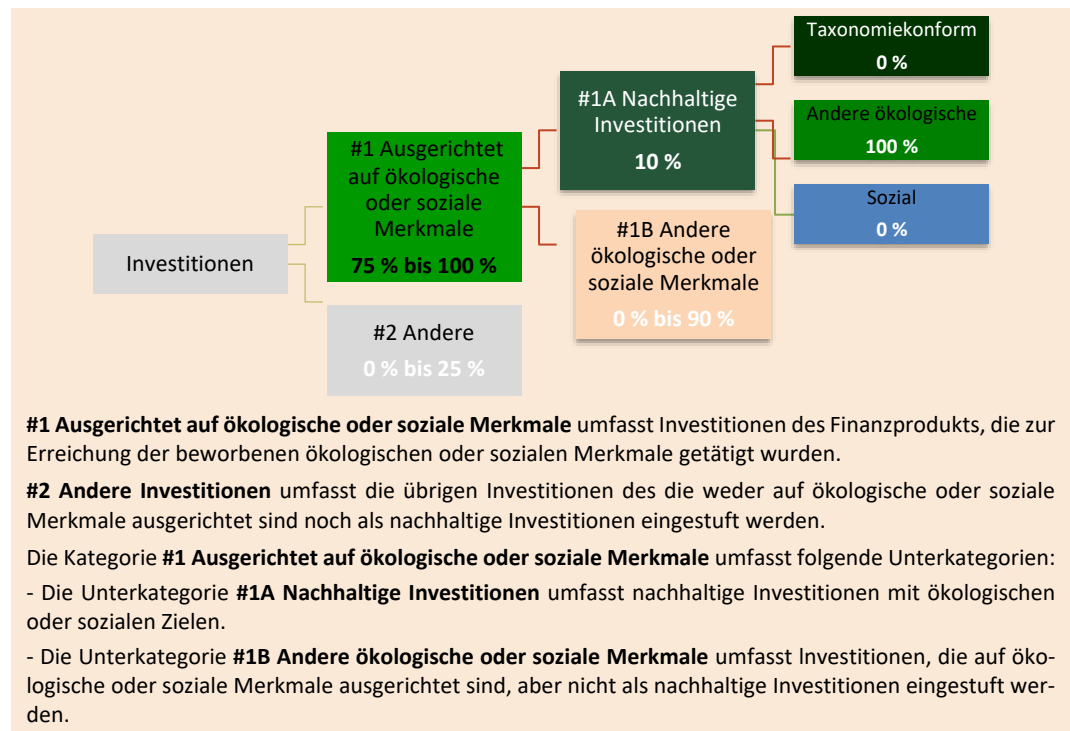 Taxonomiekonform
0 %
#1A Nachhaltige
Investitionen
10 %
Andere ökologische
100 %
#1 Ausgerichtet
auf ökologische
oder soziale
Merkmale
75 % bis 100 %
Sozial
0 %
#1B Andere
ökologische oder
soziale Merkmale
0 % bis 90 %
Investitionen
#2 Andere
0 % bis 25 %
#1 Ausgerichtet auf ökologische oder soziale Merkmale umfasst Investitionen des Finanzprodukts, die zur
Erreichung der beworbenen ökologischen oder sozialen Merkmale getätigt wurden.
#2 Andere Investitionen umfasst die übrigen Investitionen des die weder auf ökologische oder soziale
Merkmale ausgerichtet sind noch als nachhaltige Investitionen eingestuft werden.
Die Kategorie #1 Ausgerichtet auf ökologische oder soziale Merkmale umfasst folgende Unterkategorien:
- Die Unterkategorie #1A Nachhaltige Investitionen umfasst nachhaltige Investitionen mit ökologischen
oder sozialen Zielen.
- Die Unterkategorie #1B Andere ökologische oder soziale Merkmale umfasst Investitionen, die auf öko-
logische oder soziale Merkmale ausgerichtet sind, aber nicht als nachhaltige Investitionen eingestuft wer-
den.